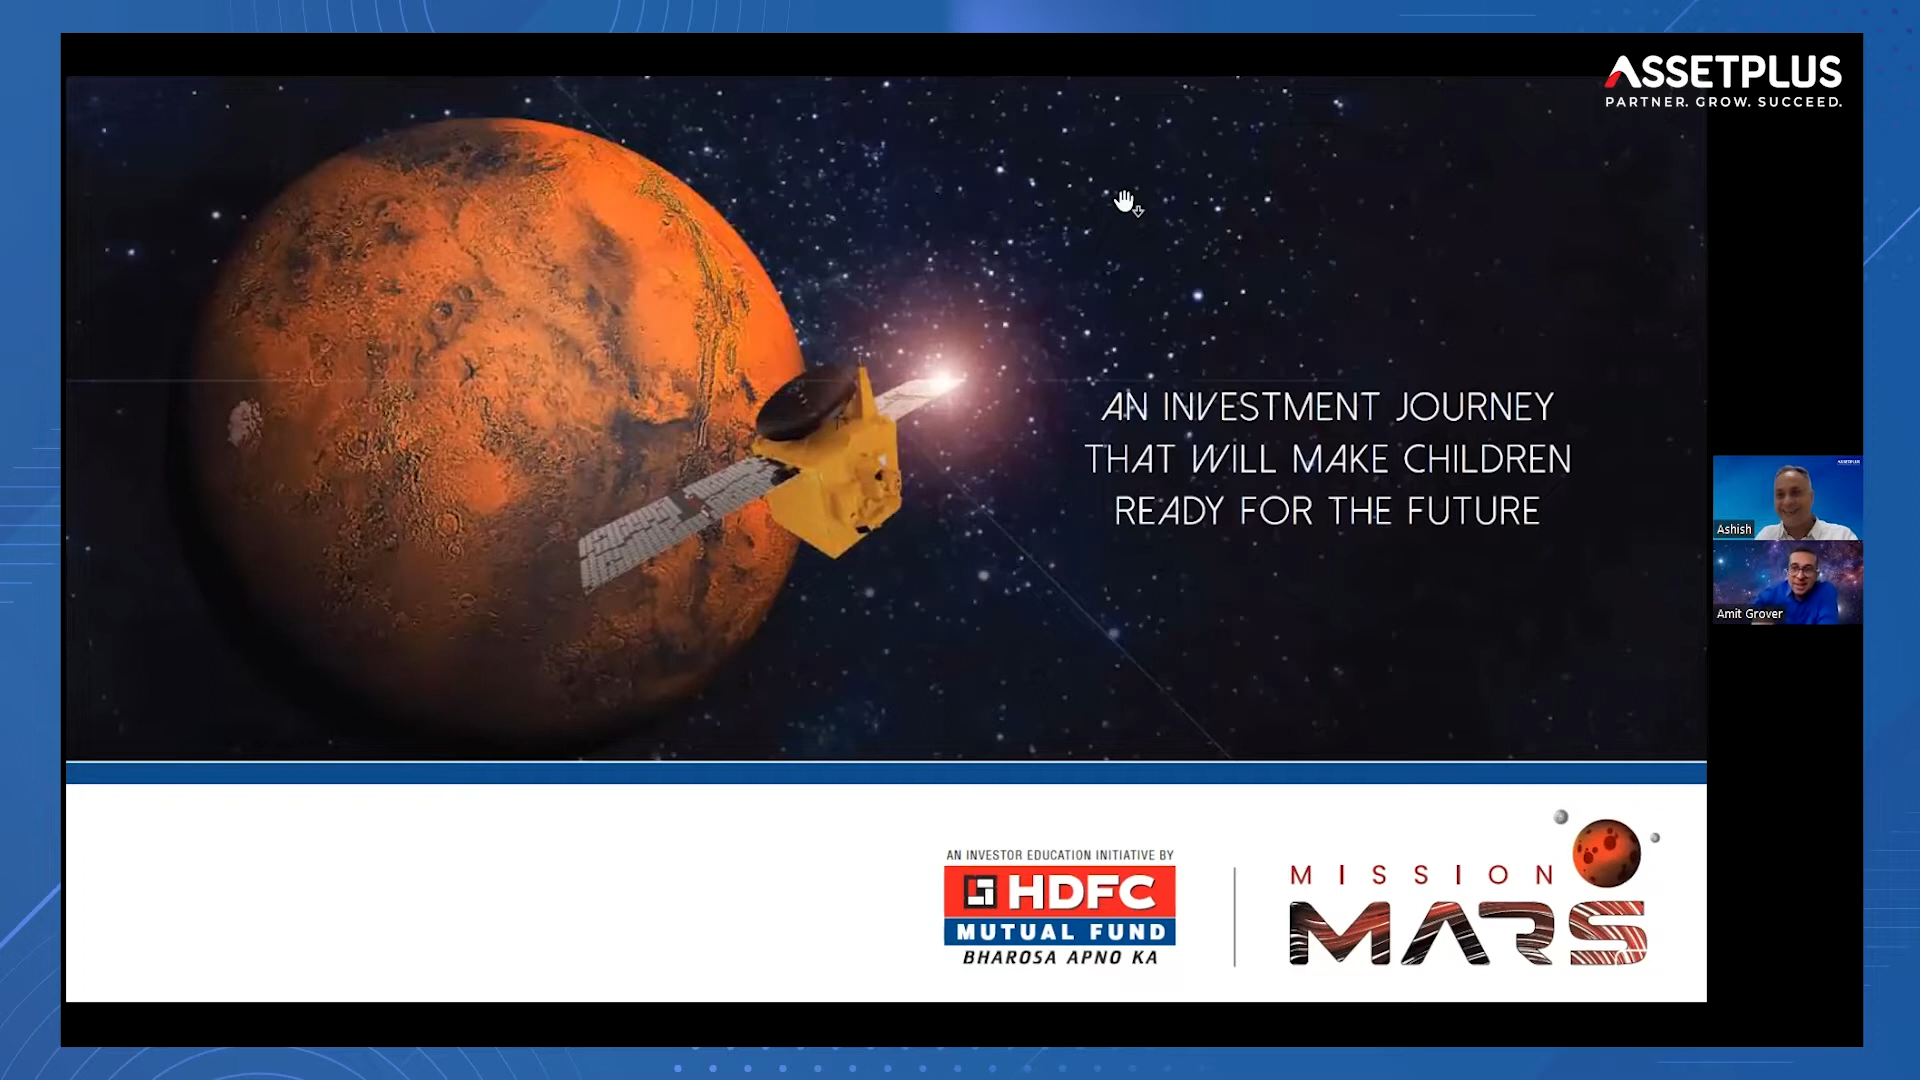 ASSETPLUS
PARTNER. GROW. SUCCEED.
AN INVESTMENT JOURNEY
THAT WILL MAKE CHILDREN
READY FOR THE FUTURE
ASSETPLUS
Ashish
Amit Grover
AN INVESTOR EDUCATION INITIATIVE BY
HDFC
MUTUAL FUND
BHAROSA APNO KA
MISSION
MARS